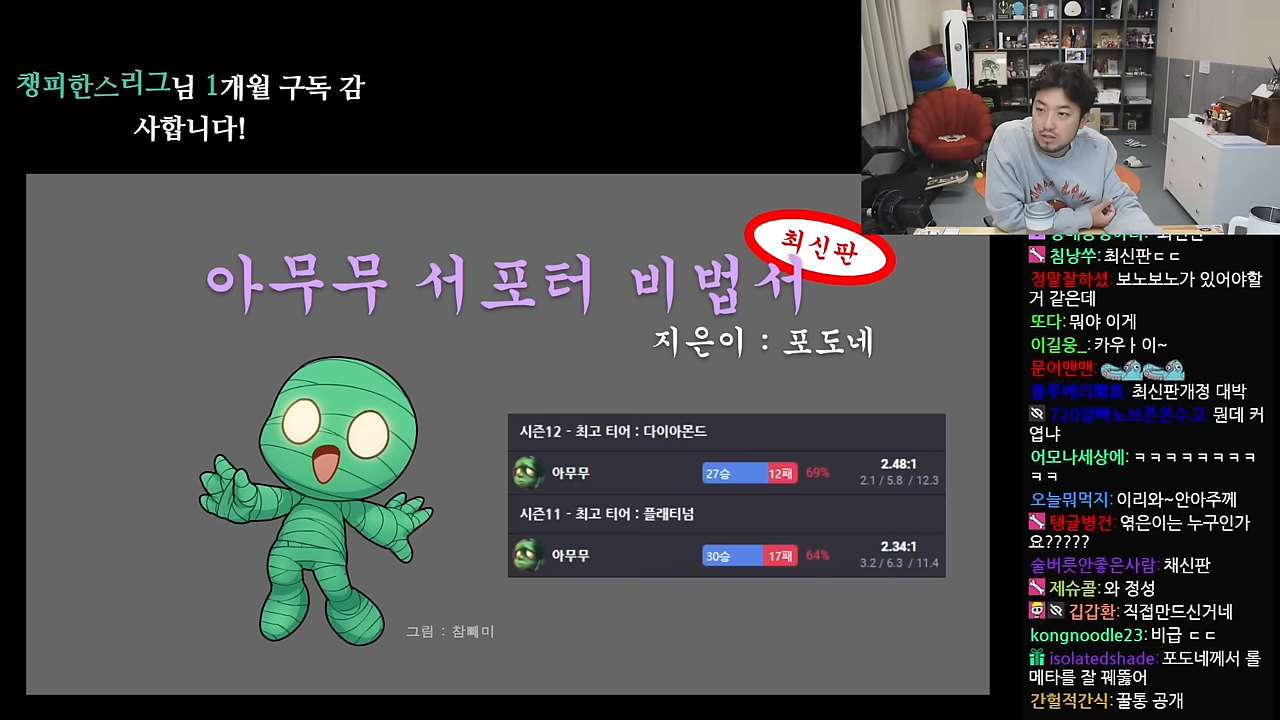 챙피한스리그님 1개월 구독 감
사합니다!
최신판
아무무 서포터 비법서
지은이 : 포도네
시즌12 - 최고 티어 : 다이아몬드
아무무 27승 12패 69% 2.48:1
2.1 / 5.8 / 12.3
시즌11 - 최고 티어 : 플래티넘
아무무 30승 17패 64% 2.34:1
3.2 / 6.3 / 11.4
그림 : 참빼미
침낭쑤: 최신판ㄷㄷ
정말잘하셨: 보노보노가 있어야할
거 같은데
또다: 뭐야 이게
이길웅_: 카우ㅏ 이~
문어맨맨:
최신판개정 대박
뭔데 커
엽냐
어모나세상에: ㅋㅋㅋㅋㅋㅋㅋㅋ
ㅋㅋ
오늘뭐먹지: 이리와~안아주께
탱글병건: 엮은이는 누구인가
요?????
술버릇안좋은사람: 채신판
제슈콜: 와 정성
김갑환: 직접만드신거네
kongnoodle23: 비급 ㄷㄷ
isolatedshade: 포도네께서 롤
메타를 잘 꿰뚫어
간헐적간식: 꿀통 공개